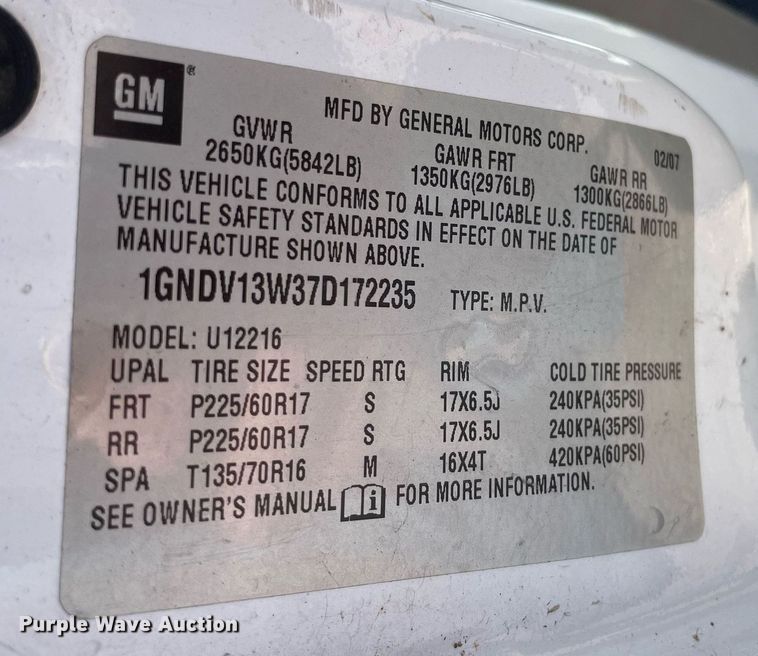 GM®
MFD BY GENERAL MOTORS CORP. 02/07
GVWR GAWR FRT GAWR RR
2650KG(5842LB) 1350KG(2976LB) 1300KG(2866LB)
THIS VEHICLE CONFORMS TO ALL APPLICABLE U.S. FEDERAL MOTOR
VEHICLE SAFETY STANDARDS IN EFFECT ON THE DATE OF
MANUFACTURE SHOWN ABOVE.
1GNDV13W37D172235 TYPE: M.P.V.
MODEL: U12216
UPAL TIRE SIZE SPEED RTG RIM COLD TIRE PRESSURE
FRT P225/60R17 S 17X6.5J 240KPA(35PSI)
RR P225/60R17 S 17X6.5J 240KPA(35PSI)
SPA T135/70R16 M 16X4T 420KPA(60PSI)
SEE OWNER'S MANUAL i FOR MORE INFORMATION.
Purple Wave Auction